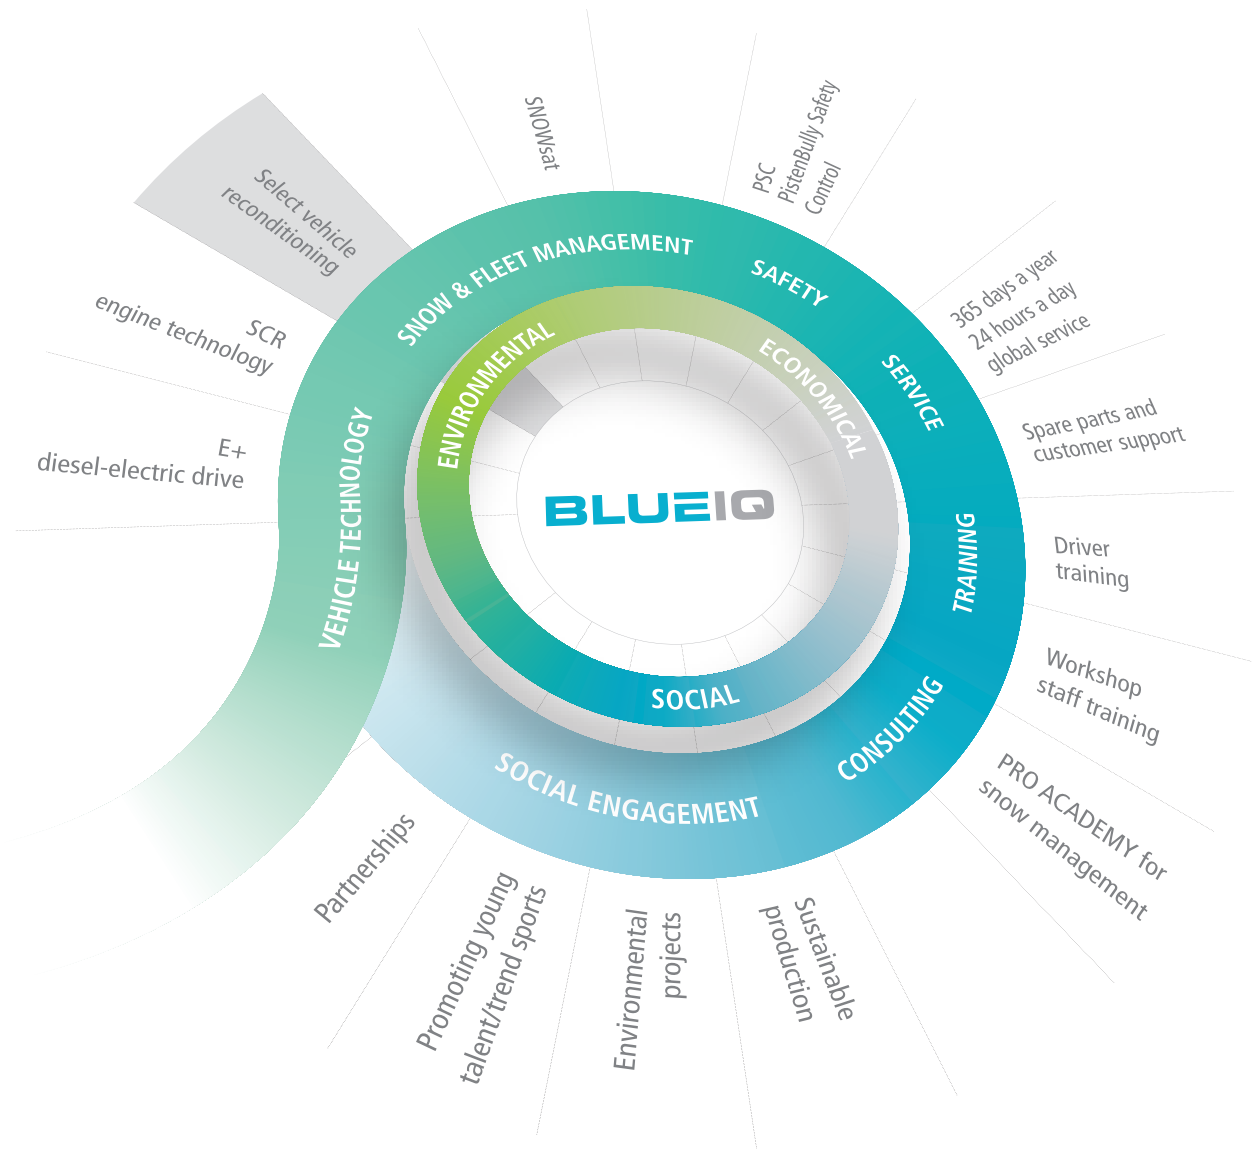 SNOWsat
PSC
PistenBully Safety
Control
Select vehicle
reconditioning
SCR
engine technology
E+
diesel-electric drive
365 days a year
24 hours a day
global service
Spare parts and
customer support
Driver
training
Workshop
staff training
PRO ACADEMY for
snow management
Sustainable
production
Environmental
projects
Promoting young
talent/trend sports
Partnerships
VEHICLE TECHNOLOGY
SNOW & FLEET MANAGEMENT
SAFETY
SERVICE
TRAINING
CONSULTING
SOCIAL ENGAGEMENT
ENVIRONMENTAL
ECONOMICAL
SOCIAL
BLUEIQ